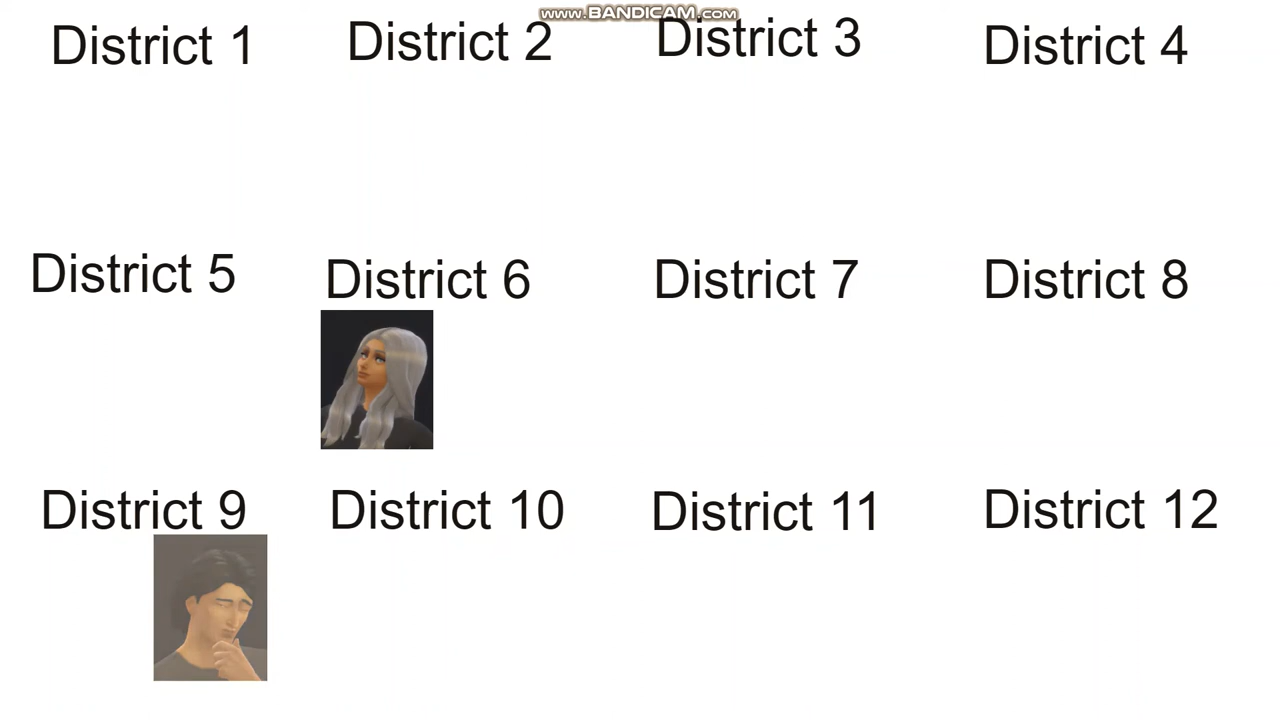 www.BANDICAM.com
District 1
District 2
District 3
District 4
District 5
District 6
District 7
District 8
District 9
District 10
District 11
District 12